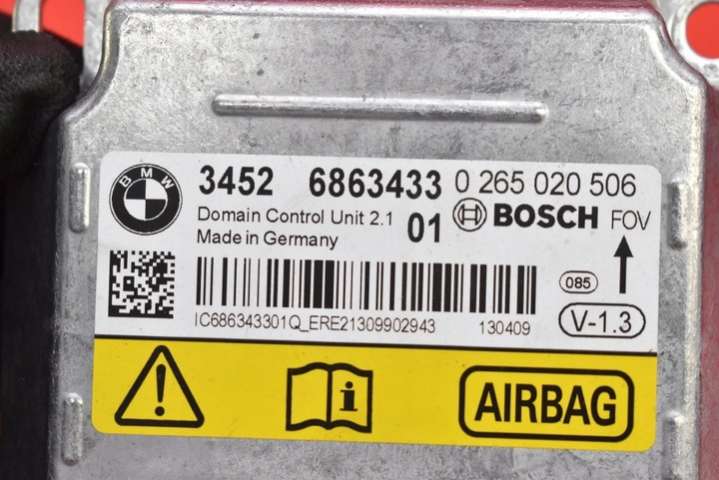 BMW
3452 6863433 0 265 020 506
Domain Control Unit 2.1 01 BOSCH FOV
Made in Germany
085
IC686343301Q_ERE21309902943 130409
V-1.3
AIRBAG